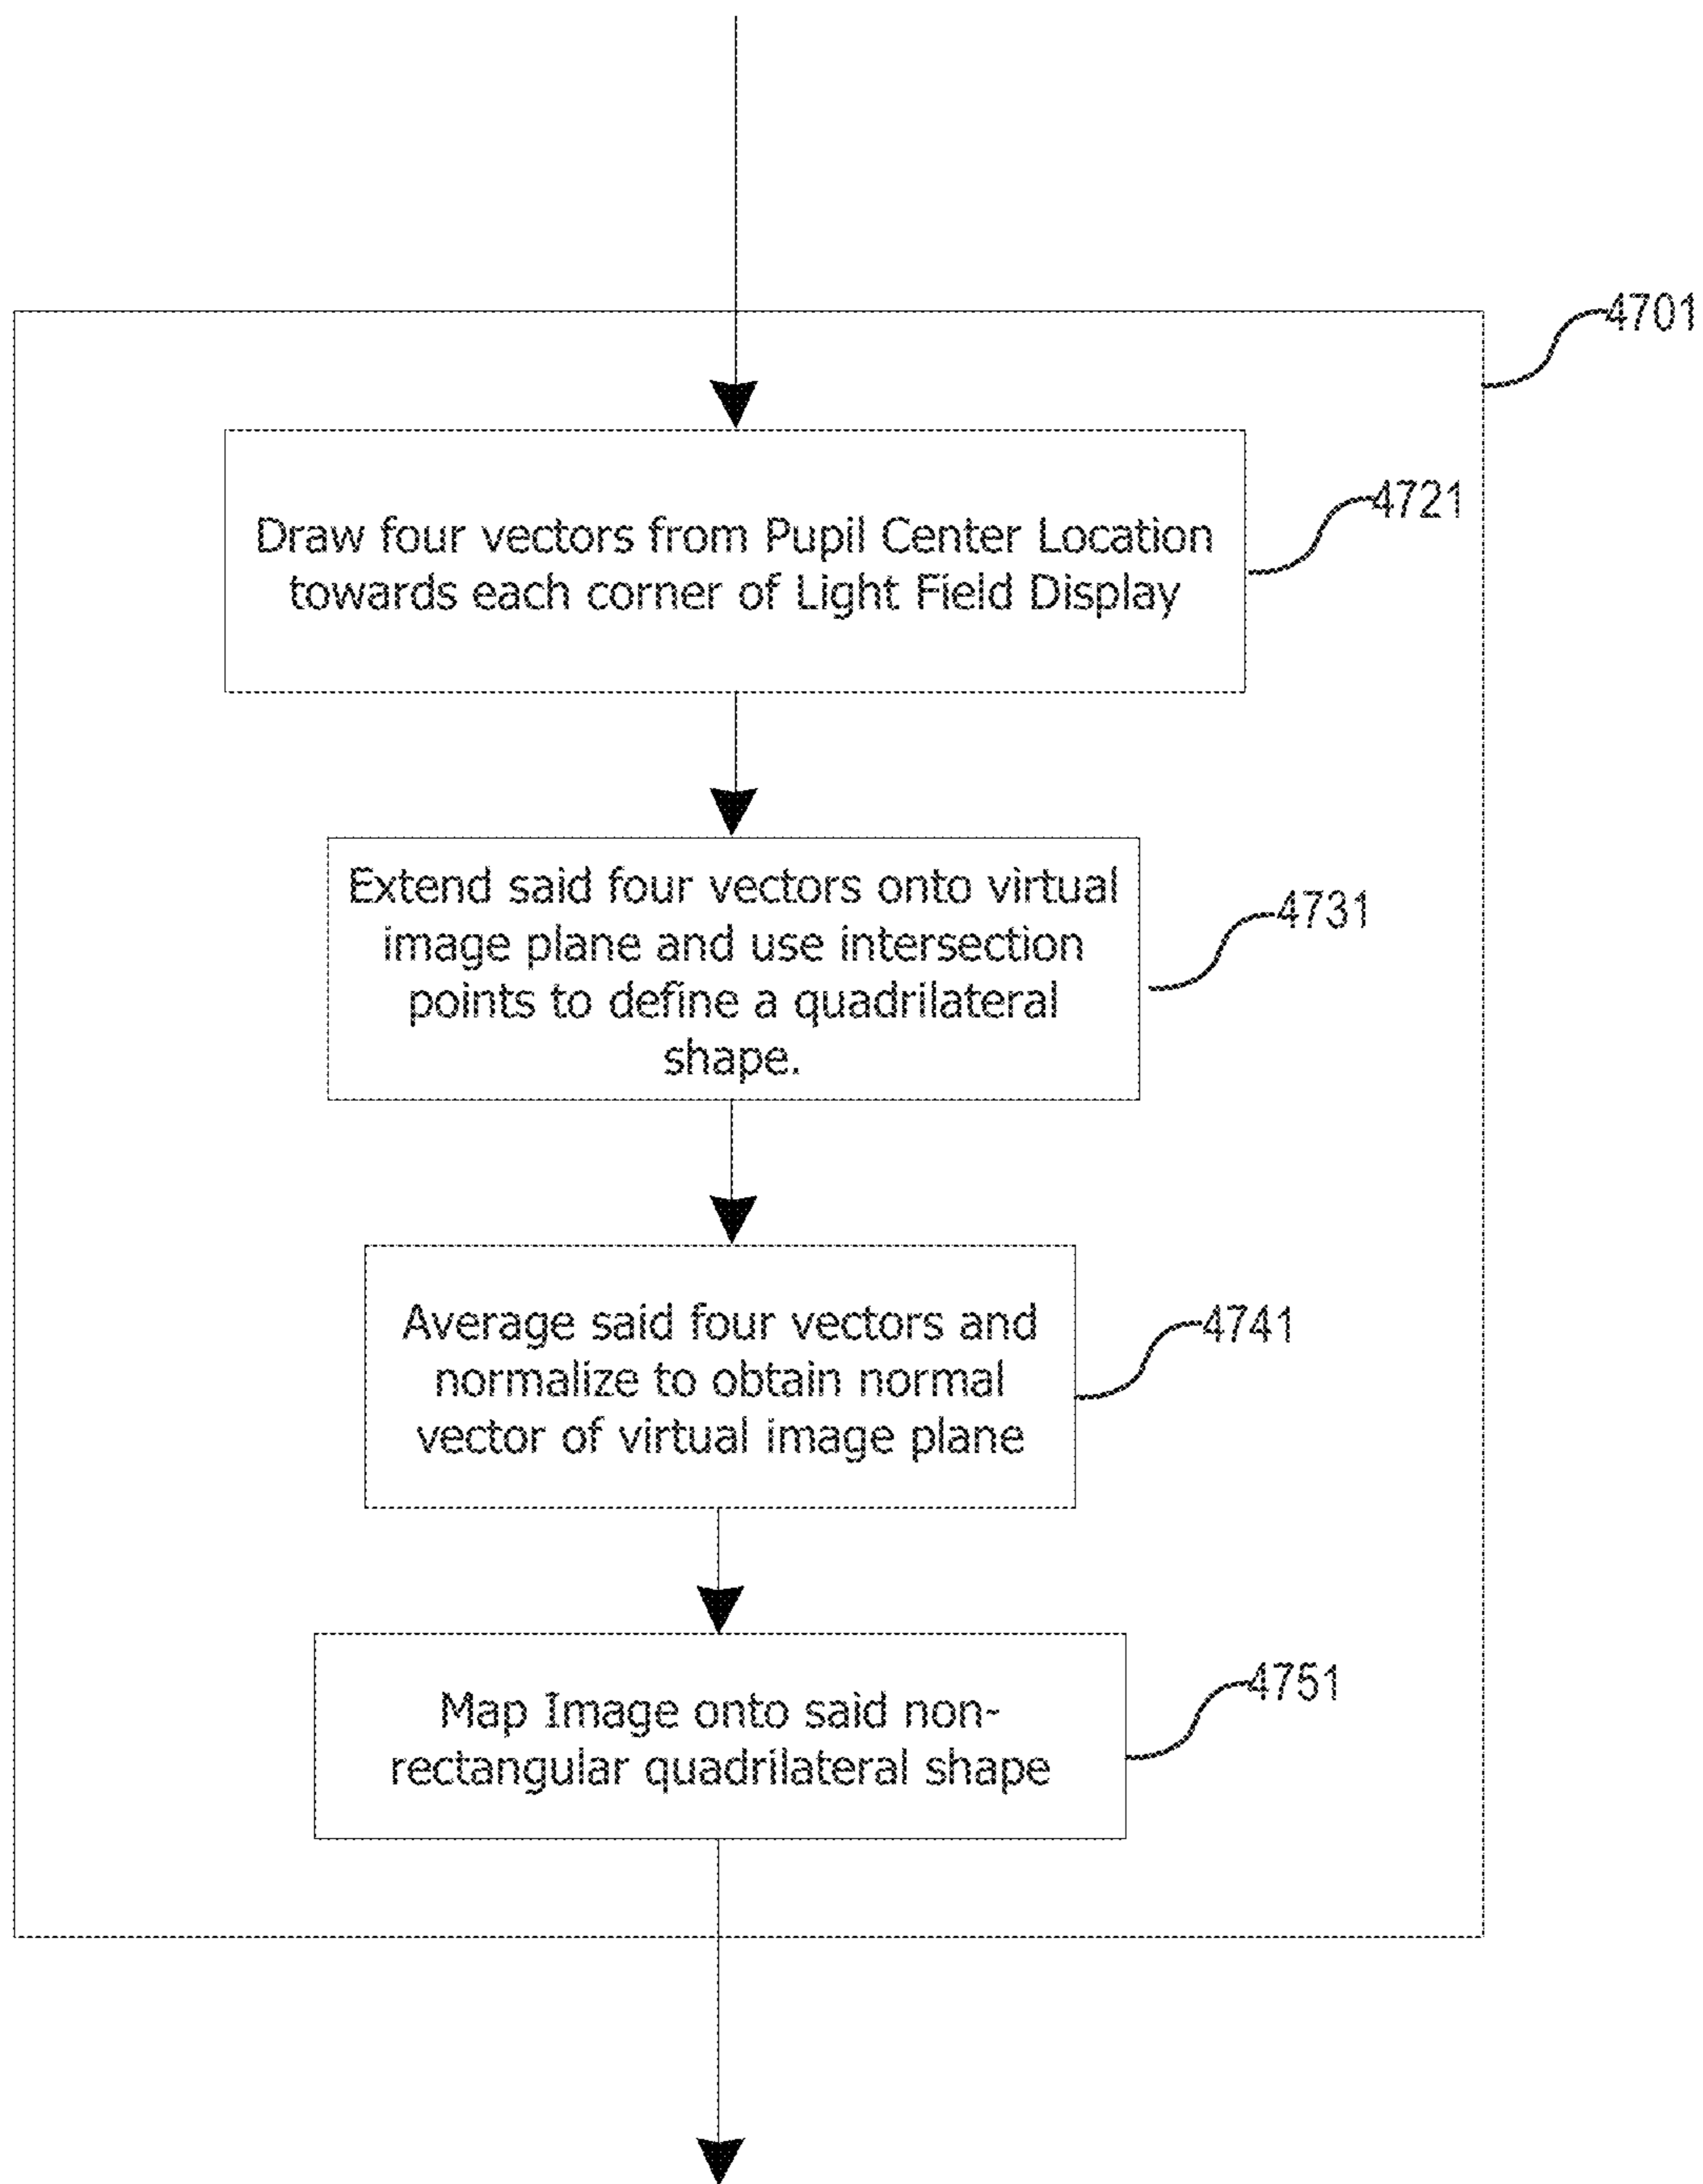 4701
Draw four vectors from Pupil Center Location
towards each corner of Light Field Display
4721
Extend said four vectors onto virtual
image plane and use intersection
points to define a quadrilateral
shape.
4731
Average said four vectors and
normalize to obtain normal
vector of virtual image plane
4741
Map Image onto said non-
rectangular quadrilateral shape
4751